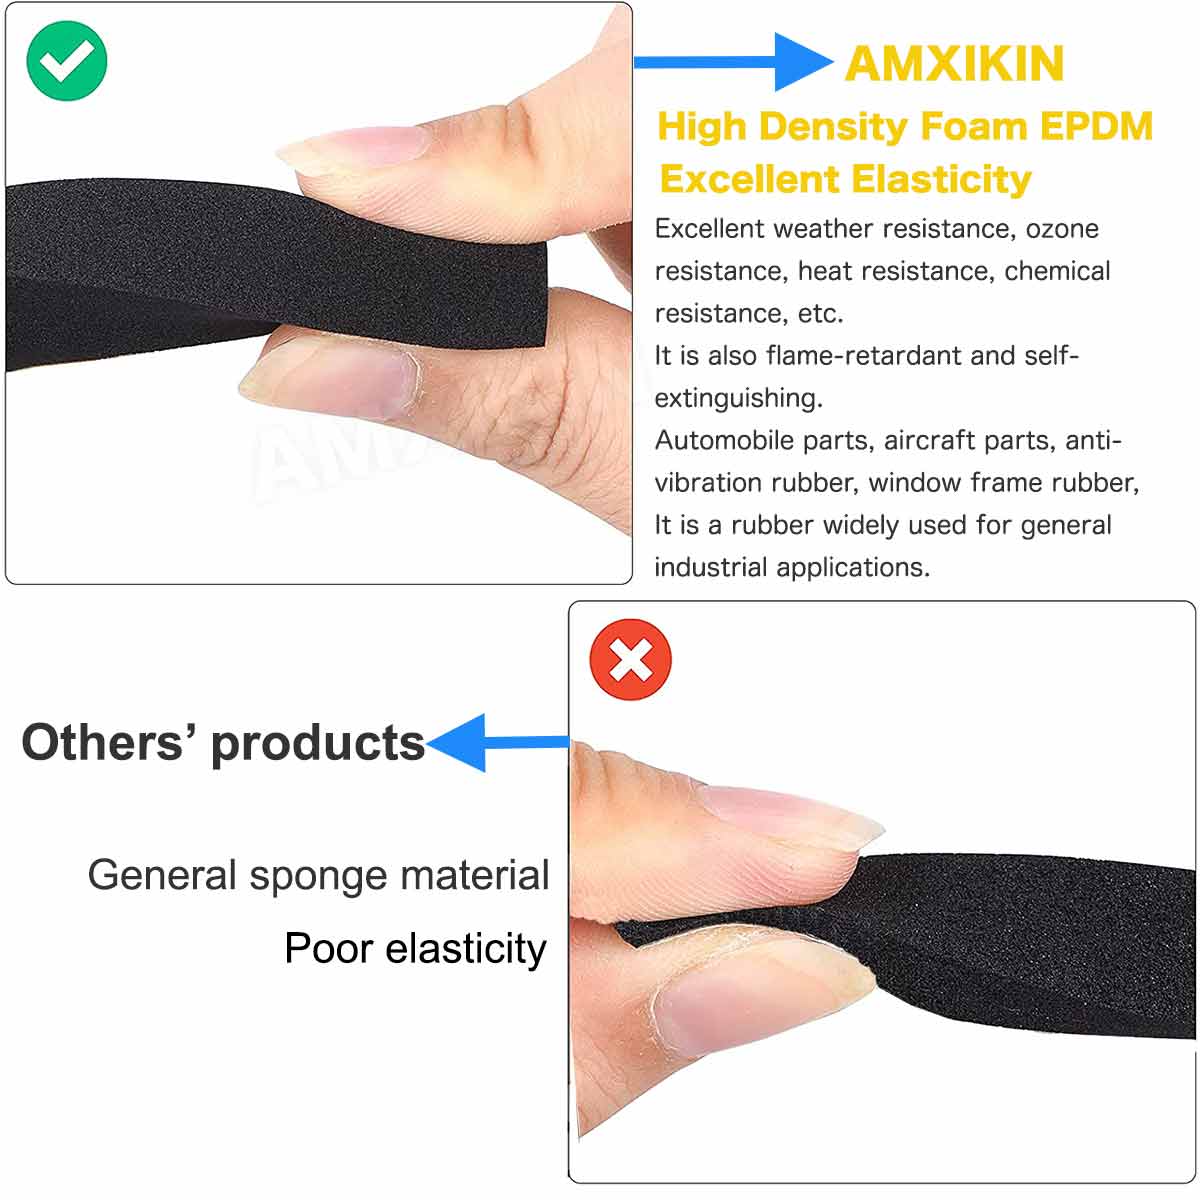 AMXIKIN
High Density Foam EPDM
Excellent Elasticity
Excellent weather resistance, ozone
resistance, heat resistance, chemical
resistance, etc.
It is also flame-retardant and self-
extinguishing.
Automobile parts, aircraft parts, anti-
vibration rubber, window frame rubber,
It is a rubber widely used for general
industrial applications.
Others’ products
General sponge material
Poor elasticity